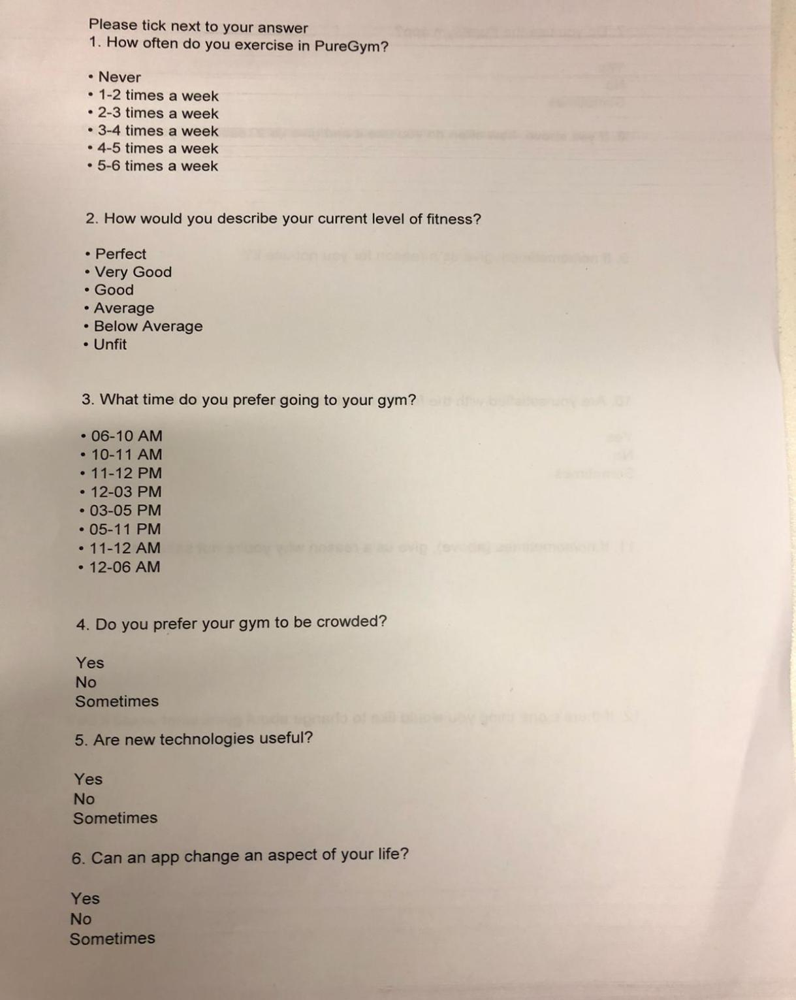 Please tick next to your answer
1. How often do you exercise in PureGym?
• Never
• 1-2 times a week
• 2-3 times a week
• 3-4 times a week
• 4-5 times a week
• 5-6 times a week
2. How would you describe your current level of fitness?
• Perfect
• Very Good
• Good
• Average
• Below Average
• Unfit
3. What time do you prefer going to your gym?
• 06-10 AM
• 10-11 AM
• 11-12 PM
• 12-03 PM
• 03-05 PM
• 05-11 PM
• 11-12 AM
• 12-06 AM
4. Do you prefer your gym to be crowded?
Yes
No
Sometimes
5. Are new technologies useful?
Yes
No
Sometimes
6. Can an app change an aspect of your life?
Yes
No
Sometimes